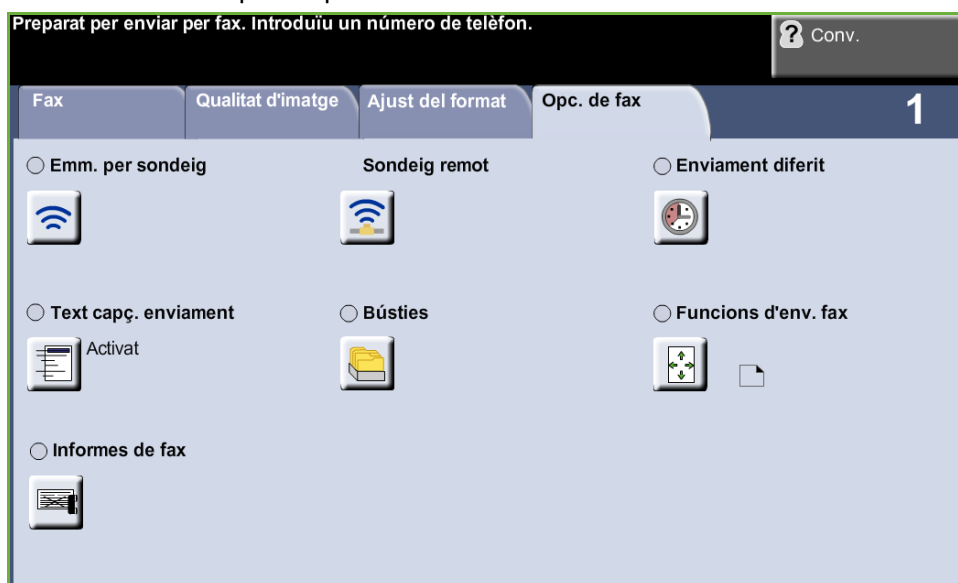 Preparat per enviar per fax. Introduïu un número de telèfon.
? Conv.
Fax
Qualitat d'imatge
Ajust del format
Opc. de fax
1
Emm. per sondeig
Sondeig remot
Enviament diferit
Text capç. enviament
Activat
Bústies
Funcions d'env. fax
Informes de fax